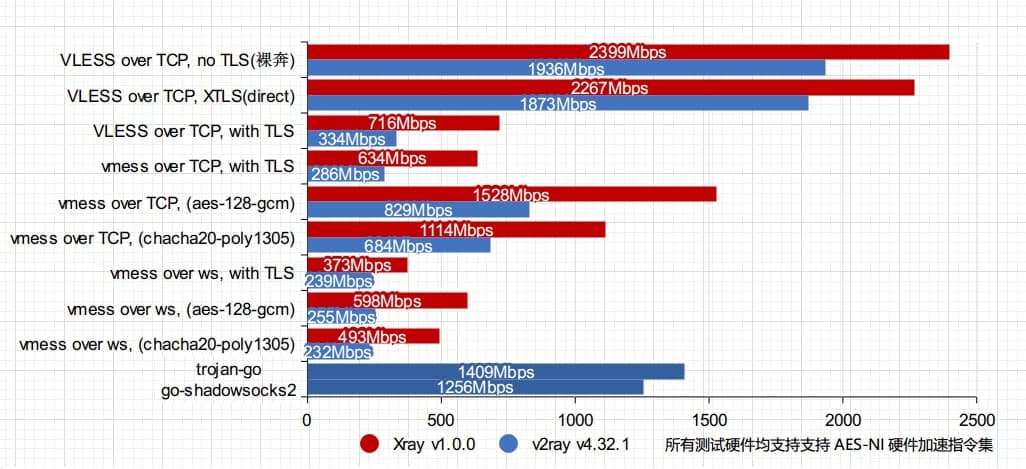 VLESS over TCP, no TLS(裸奔)
2399Mbps
1936Mbps
VLESS over TCP, XTLS(direct)
2267Mbps
1873Mbps
VLESS over TCP, with TLS
716Mbps
334Mbps
vmess over TCP, with TLS
634Mbps
286Mbps
vmess over TCP, (aes-128-gcm)
1528Mbps
829Mbps
vmess over TCP, (chacha20-poly1305)
1114Mbps
684Mbps
vmess over ws, with TLS
373Mbps
239Mbps
vmess over ws, (aes-128-gcm)
598Mbps
255Mbps
vmess over ws, (chacha20-poly1305)
493Mbps
232Mbps
trojan-go
1409Mbps
go-shadowsocks2
1256Mbps
0 500 1000 1500 2000 2500
Xray v1.0.0 v2ray v4.32.1 所有测试硬件均支持支持 AES-NI 硬件加速指令集